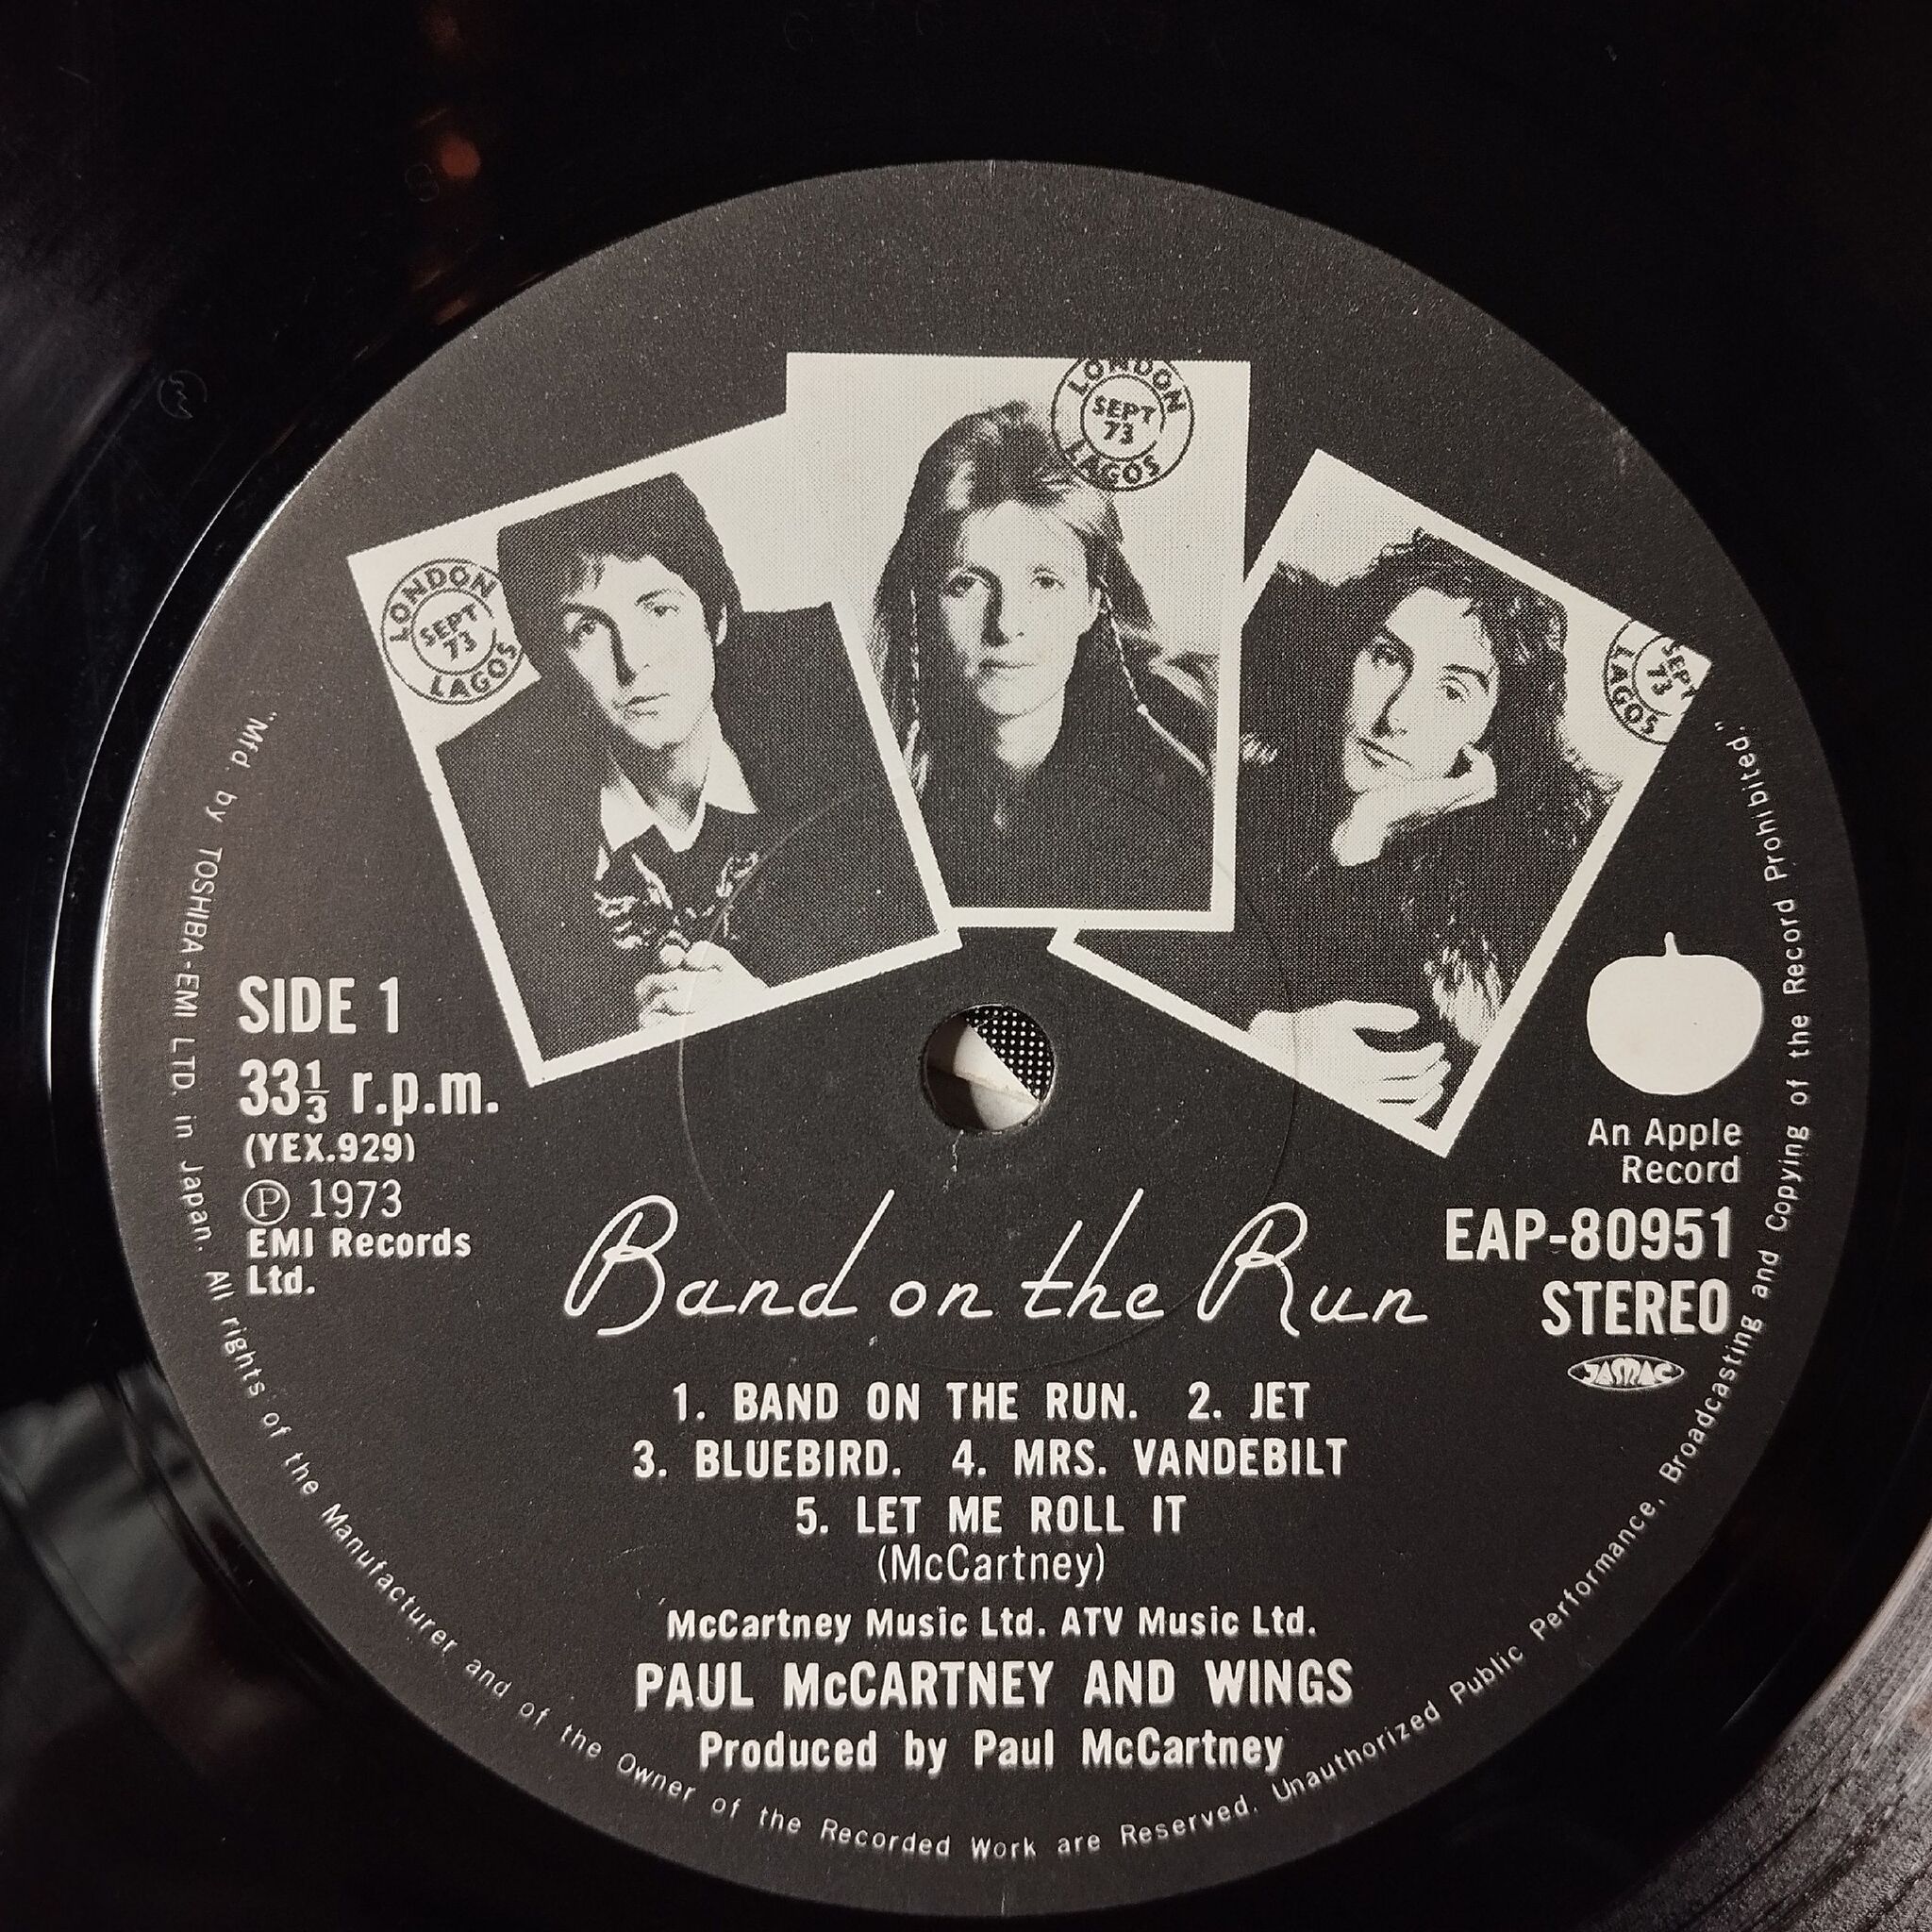 LONDON
SEPT
73
LAGOS
LONDON
SEPT
73
LAGOS
SEPT
73
LAGOS
SIDE 1
33⅓ r.p.m.
(YEX.929)
Ⓟ 1973
EMI Records
Ltd.
An Apple
Record
EAP-80951
STEREO
JASRAC
Band on the Run
1. BAND ON THE RUN. 2. JET
3. BLUEBIRD. 4. MRS. VANDEBILT
5. LET ME ROLL IT
(McCartney)
McCartney Music Ltd. ATV Music Ltd.
PAUL McCARTNEY AND WINGS
Produced by Paul McCartney
"Mfd. by TOSHIBA-EMI LTD. in Japan. All rights of the Manufacturer and of the Owner of the Recorded Work are Reserved. Unauthorized Public Performance, Broadcasting and Copying of the Record Prohibited."